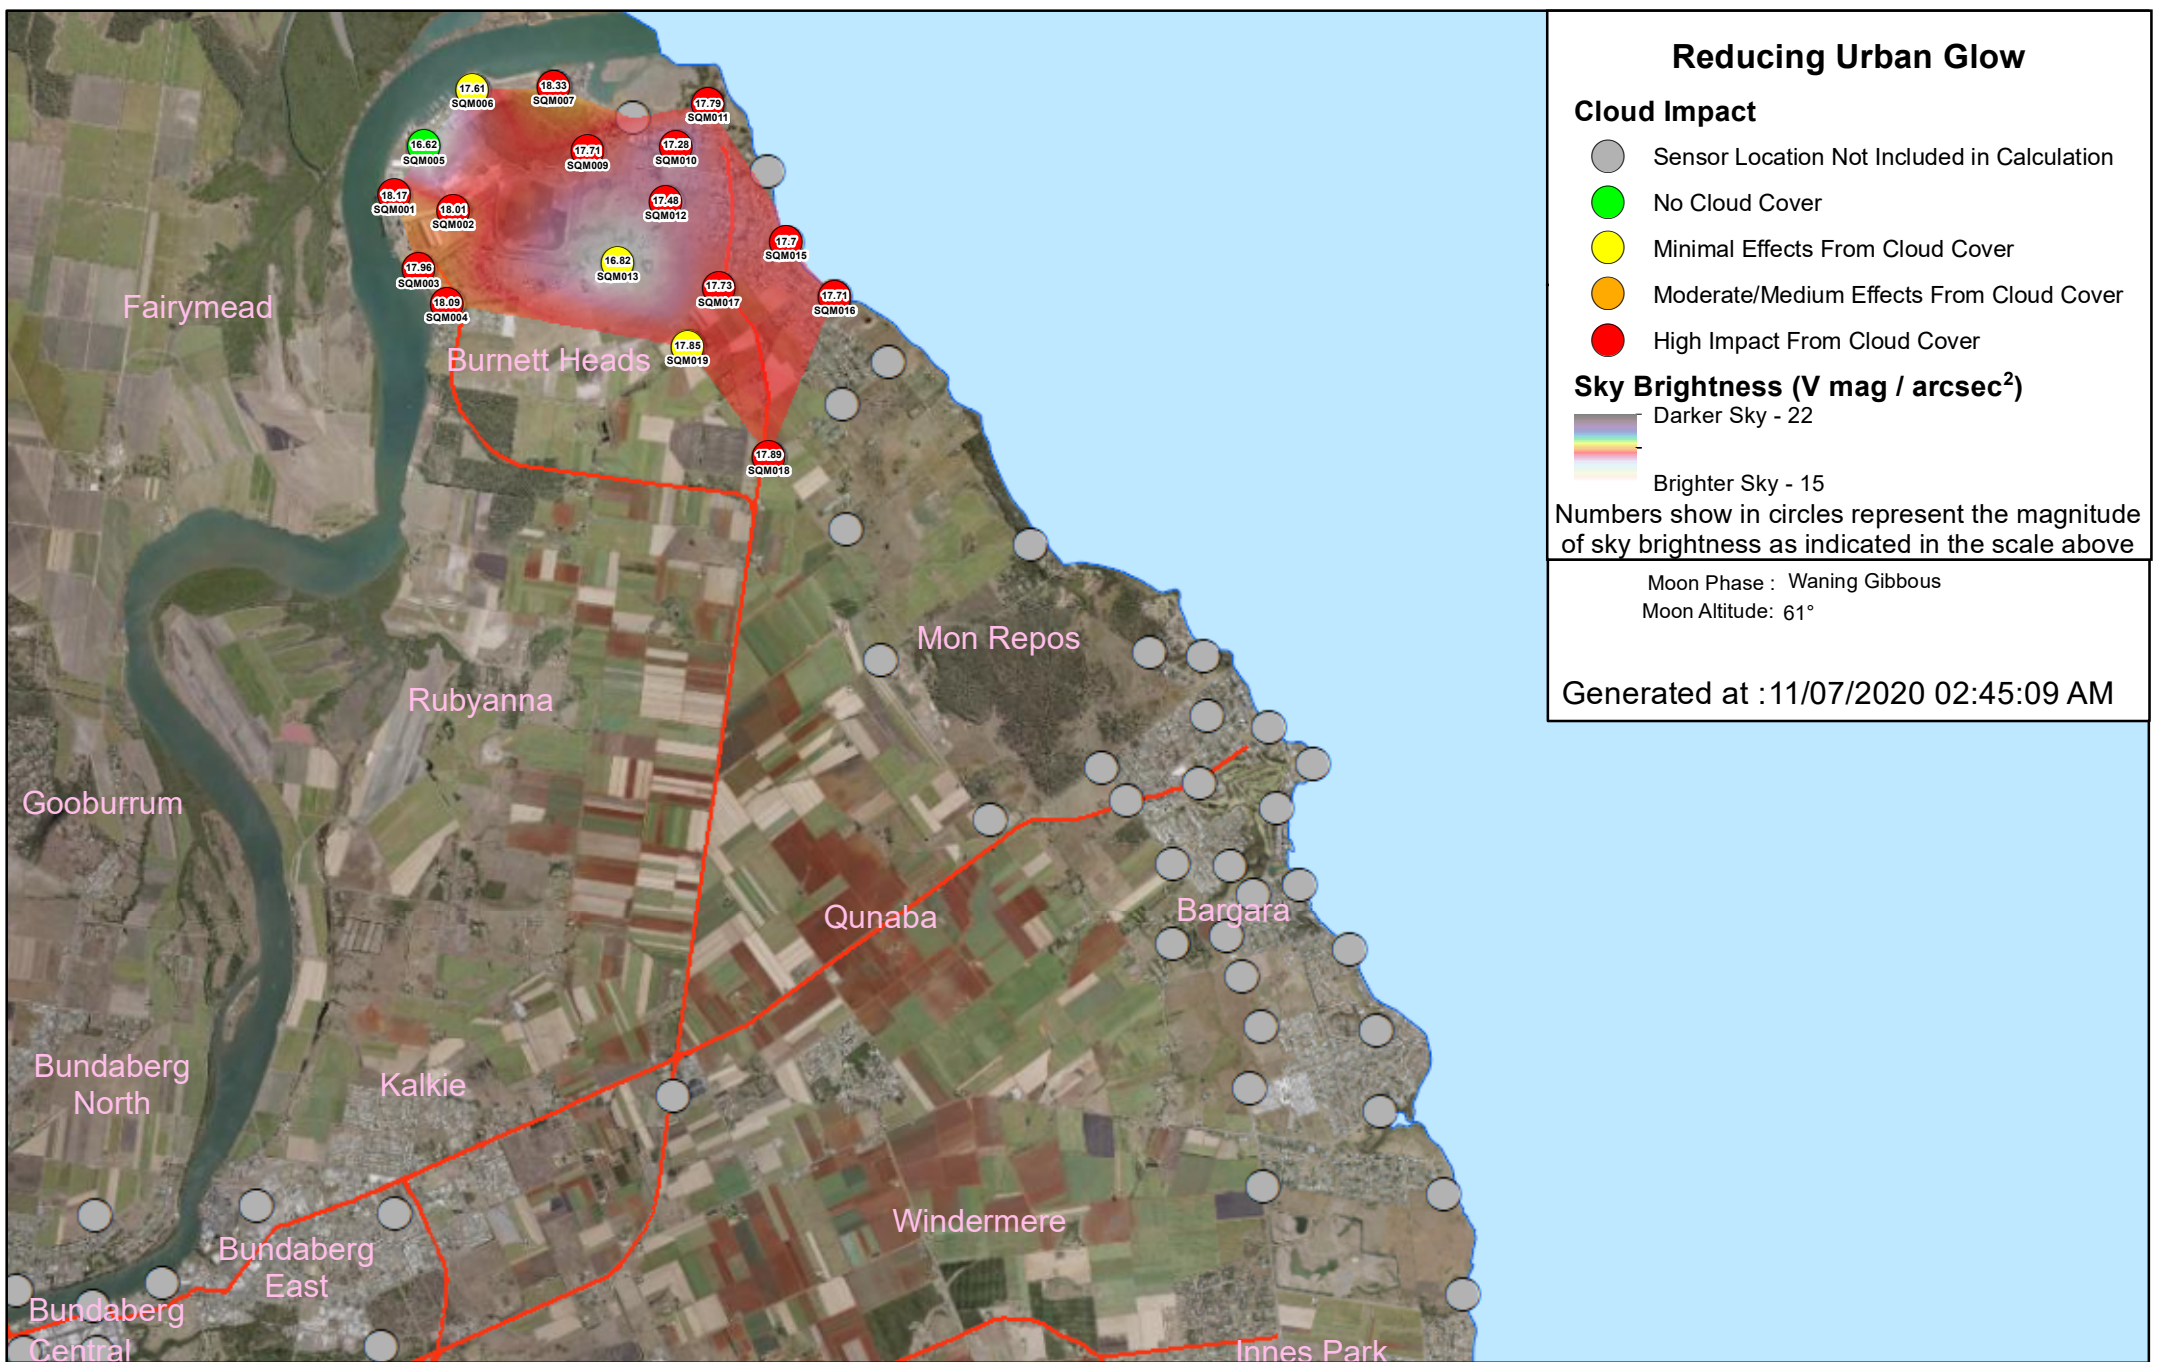 Reducing Urban Glow
Cloud Impact
Sensor Location Not Included in Calculation
No Cloud Cover
Minimal Effects From Cloud Cover
Moderate/Medium Effects From Cloud Cover
High Impact From Cloud Cover
Sky Brightness (V mag / arcsec²)
Darker Sky - 22
Brighter Sky - 15
Numbers show in circles represent the magnitude
of sky brightness as indicated in the scale above
Moon Phase : Waning Gibbous
Moon Altitude: 61°
Generated at :11/07/2020 02:45:09 AM
17.61
SQM006
18.33
SQM007
17.79
SQM011
16.62
SQM005
17.71
SQM009
17.28
SQM010
18.17
SQM001
18.01
SQM002
17.48
SQM012
17.7
SQM015
17.96
SQM003
16.82
SQM013
17.73
SQM017
17.71
SQM016
18.09
SQM004
17.85
SQM019
17.89
SQM018
Fairymead
Burnett Heads
Mon Repos
Rubyanna
Gooburrum
Qunaba
Bargara
Bundaberg
North
Kalkie
Windermere
Bundaberg
East
Bundaberg
Central
Innes Park